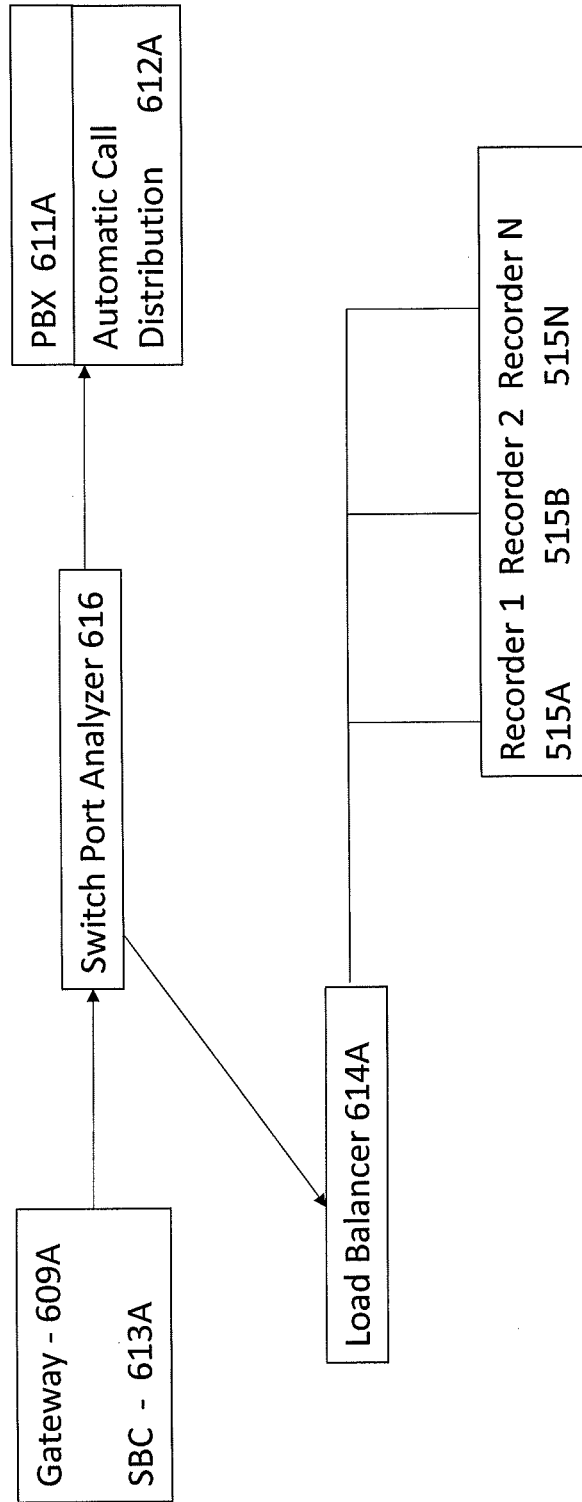 Gateway - 609A
SBC - 613A
Switch Port Analyzer 616
PBX 611A
Automatic Call
Distribution 612A
Load Balancer 614A
Recorder 1 Recorder 2 Recorder N
515A 515B 515N